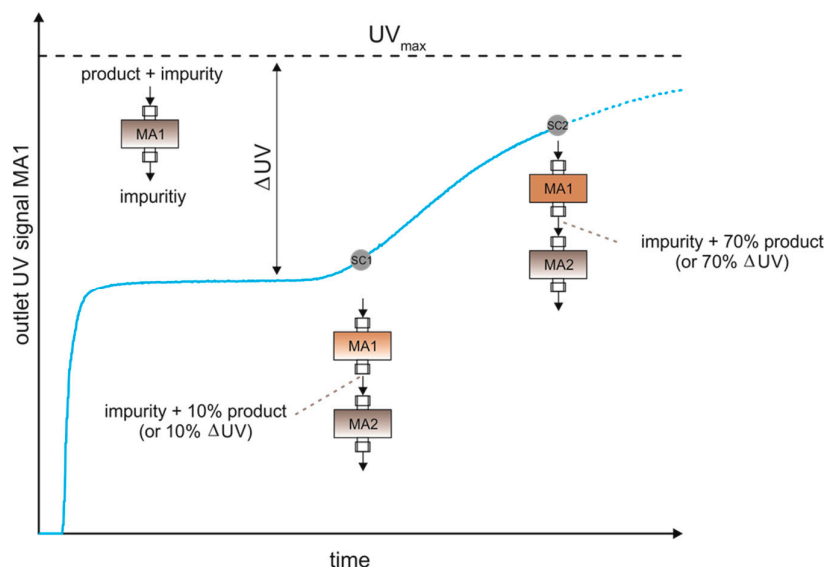 UVmax
product + impurity
MA1
impuritiy
ΔUV
outlet UV signal MA1
SC2
MA1
impurity + 70% product
(or 70% ΔUV)
MA2
SC1
MA1
impurity + 10% product
(or 10% ΔUV)
MA2
time